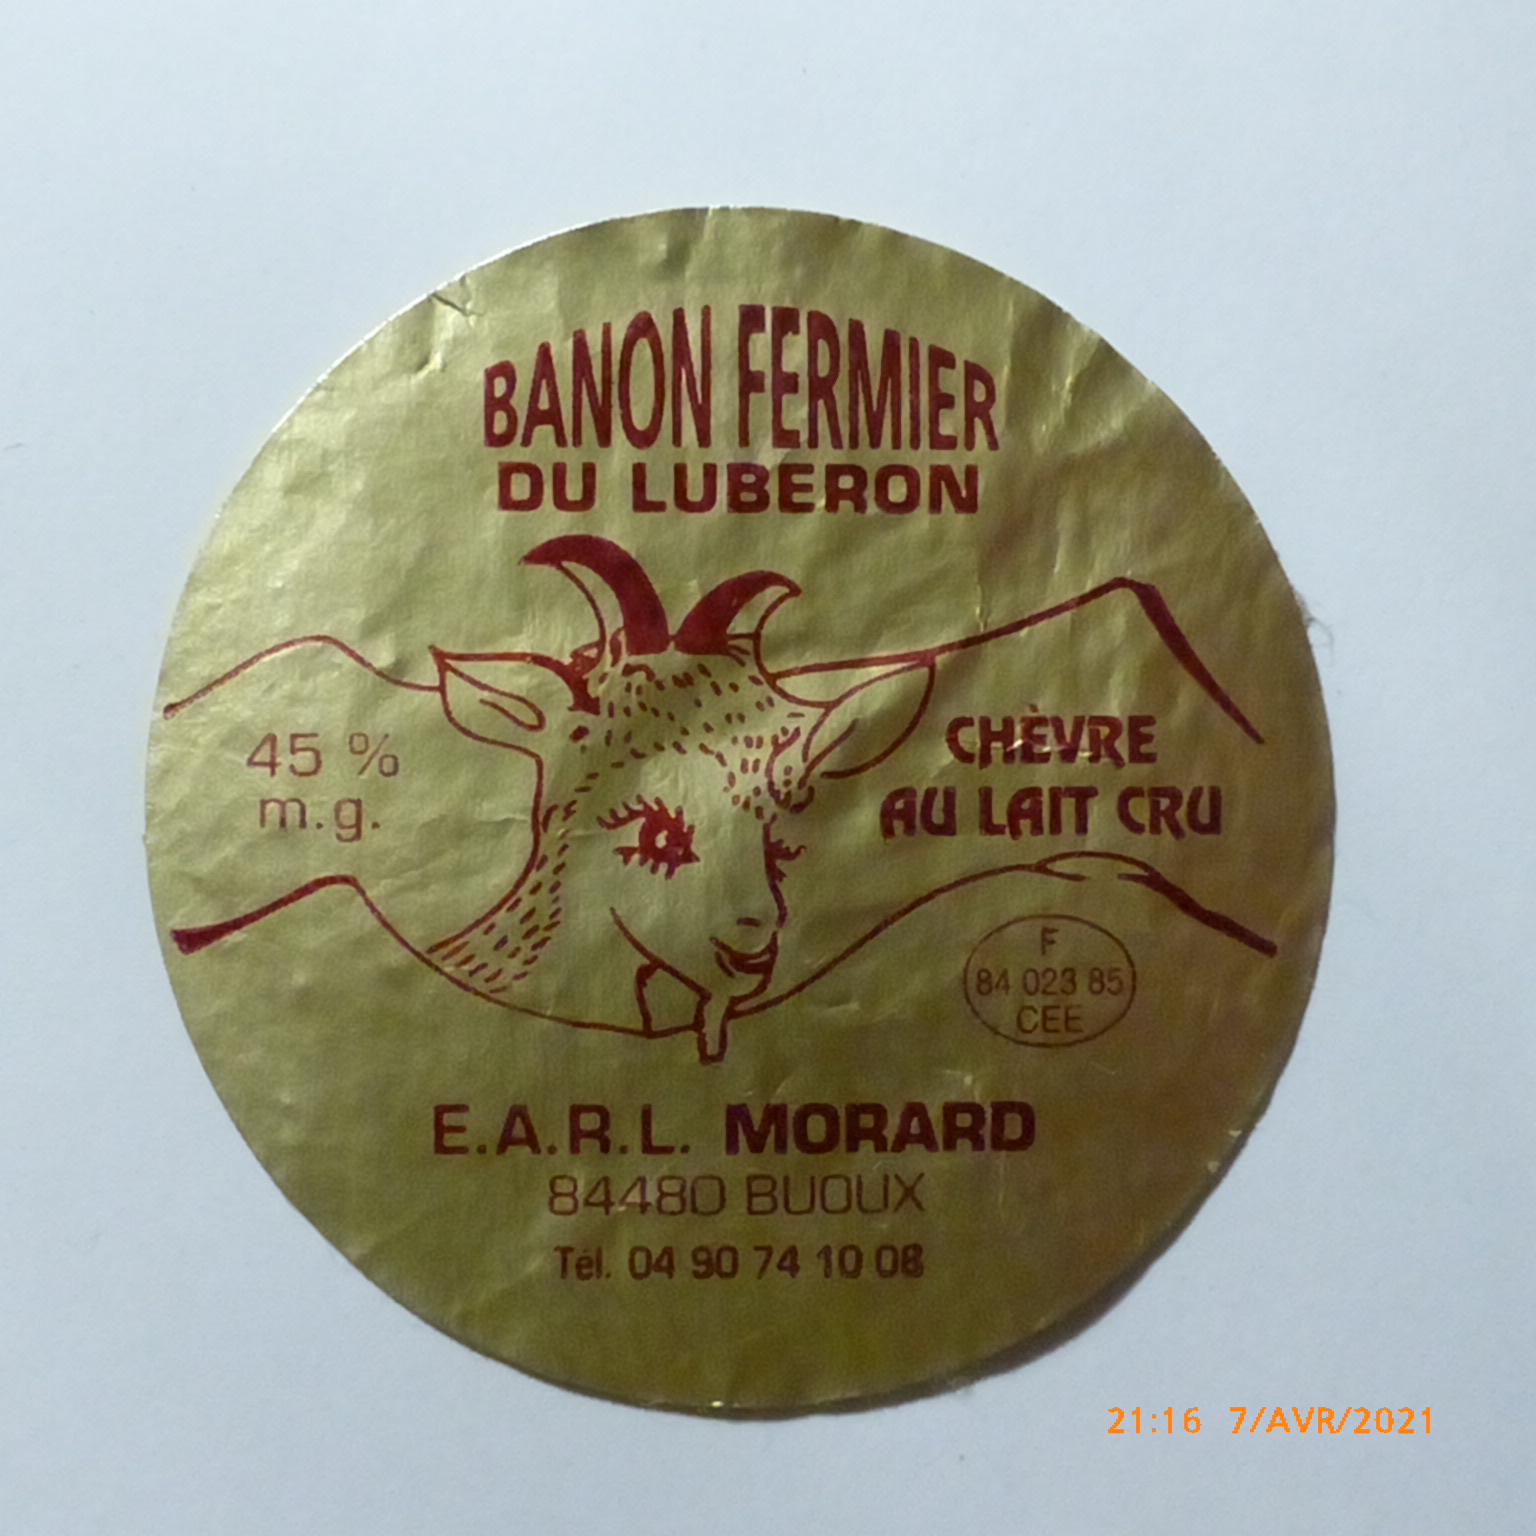 BANON FERMIER
DU LUBERON
45 %
m.g.
CHÈVRE
AU LAIT CRU
F
84 023 85
CEE
E.A.R.L. MORARD
84480 BUOUX
Tél. 04 90 74 10 08
21:16 7/AVR/2021